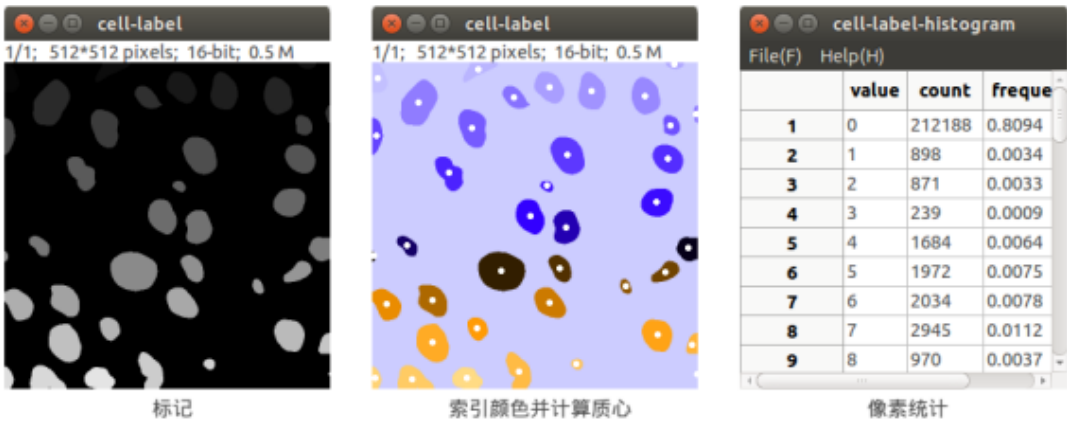 cell-label
1/1; 512*512 pixels; 16-bit; 0.5 M
cell-label
1/1; 512*512 pixels; 16-bit; 0.5 M
cell-label-histogram
File(F) Help(H)
value count freque
1 0 212188 0.8094
2 1 898 0.0034
3 2 871 0.0033
4 3 239 0.0009
5 4 1684 0.0064
6 5 1972 0.0075
7 6 2034 0.0078
8 7 2945 0.0112
9 8 970 0.0037
标记
索引颜色并计算质心
像素统计